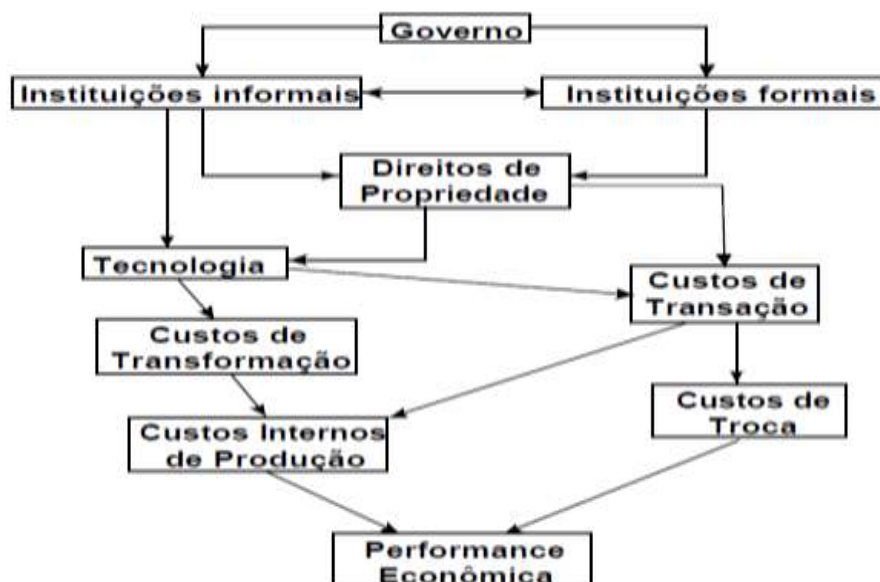 Governo
Instituições informais
Instituições formais
Direitos de
Propriedade
Tecnologia
Custos de
Transação
Custos de
Transformação
Custos de
Troca
Custos Internos
de Produção
Performance
Econômica